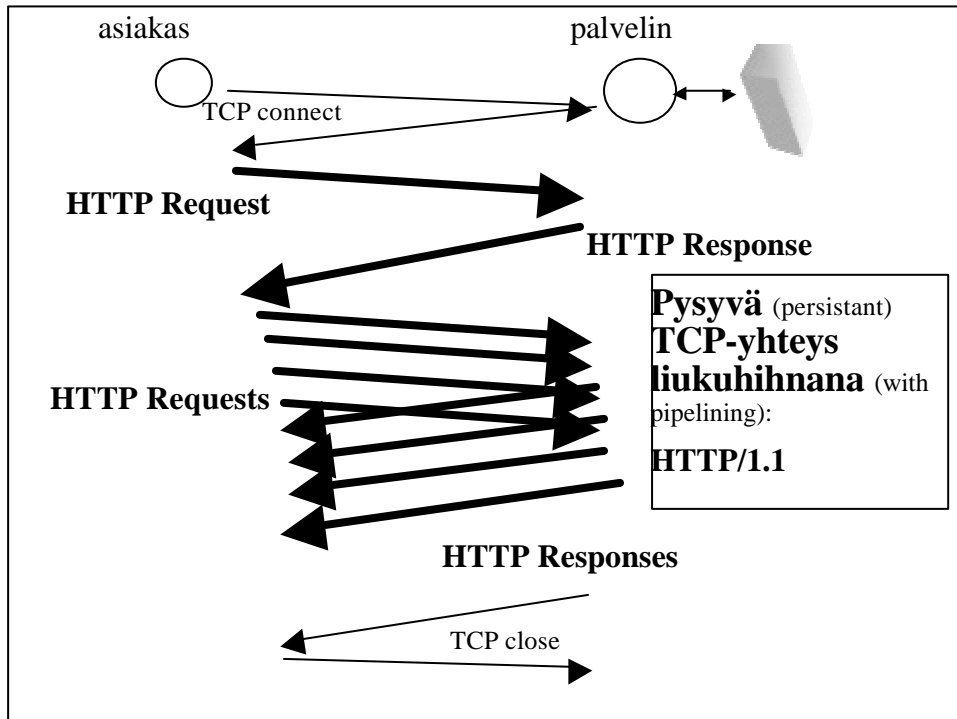 asiakas
palvelin
TCP connect
HTTP Request
HTTP Response
Pysyvä (persistant)
TCP-yhteys
liukuhihnana (with
pipelining):
HTTP/1.1
HTTP Requests
HTTP Responses
TCP close